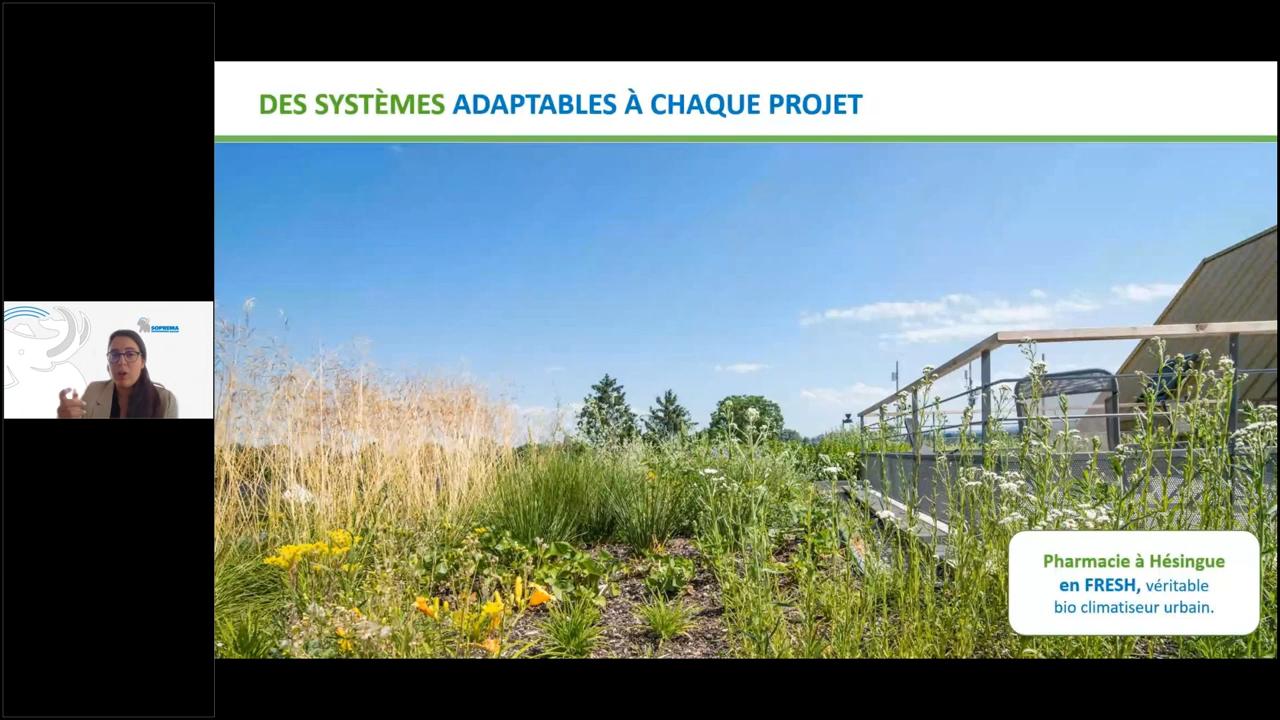 DES SYSTÈMES ADAPTABLES À CHAQUE PROJET
SOPREMA
Pharmacie à Hésingue
en FRESH, véritable
bio climatiseur urbain.